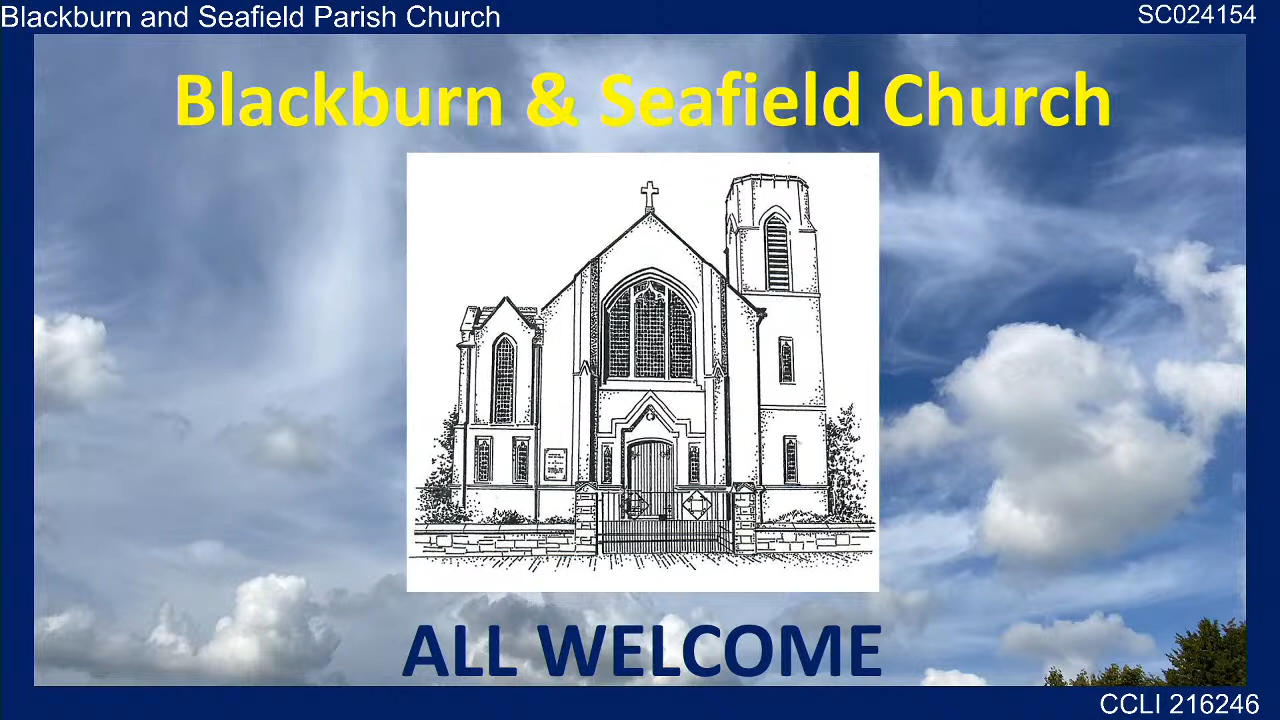 Blackburn and Seafield Parish Church
SC024154
Blackburn & Seafield Church
ALL WELCOME
CCLI 216246